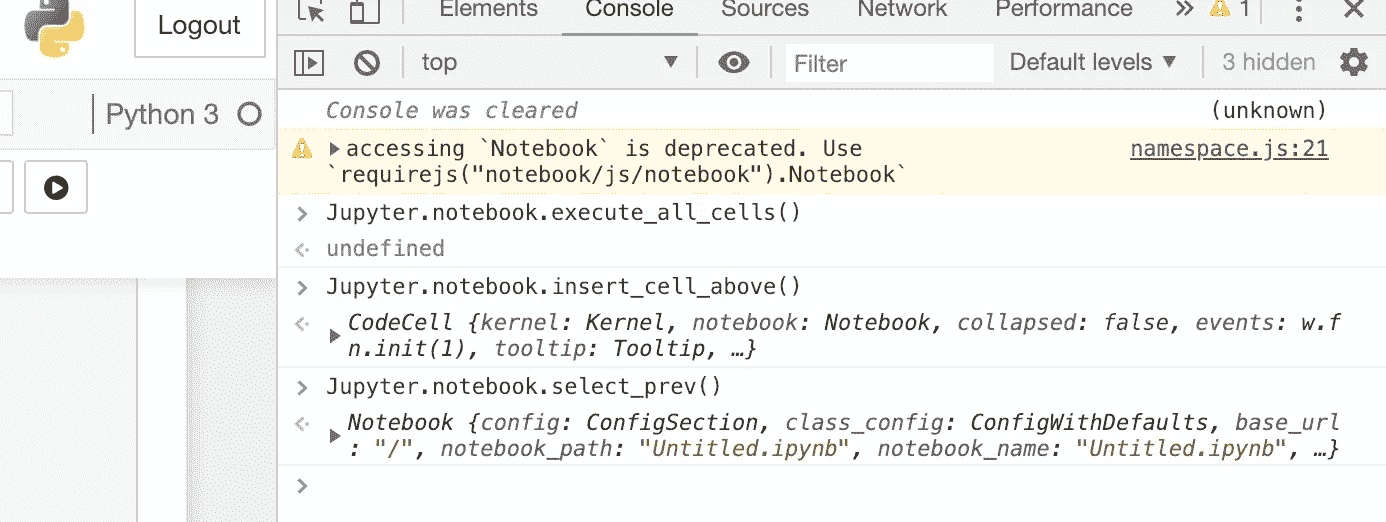 Logout
Python 3
Elements Console Sources Network Performance » 1
top Filter Default levels ▼ 3 hidden
Console was cleared (unknown)
accessing `Notebook` is deprecated. Use namespace.js:21
`requirejs("notebook/js/notebook").Notebook`
> Jupyter.notebook.execute_all_cells()
undefined
> Jupyter.notebook.insert_cell_above()
CodeCell {kernel: Kernel, notebook: Notebook, collapsed: false, events: w.f
n.init(1), tooltip: Tooltip, …}
> Jupyter.notebook.select_prev()
Notebook {config: ConfigSection, class_config: ConfigWithDefaults, base_url
: "/", notebook_path: "Untitled.ipynb", notebook_name: "Untitled.ipynb", …}
>